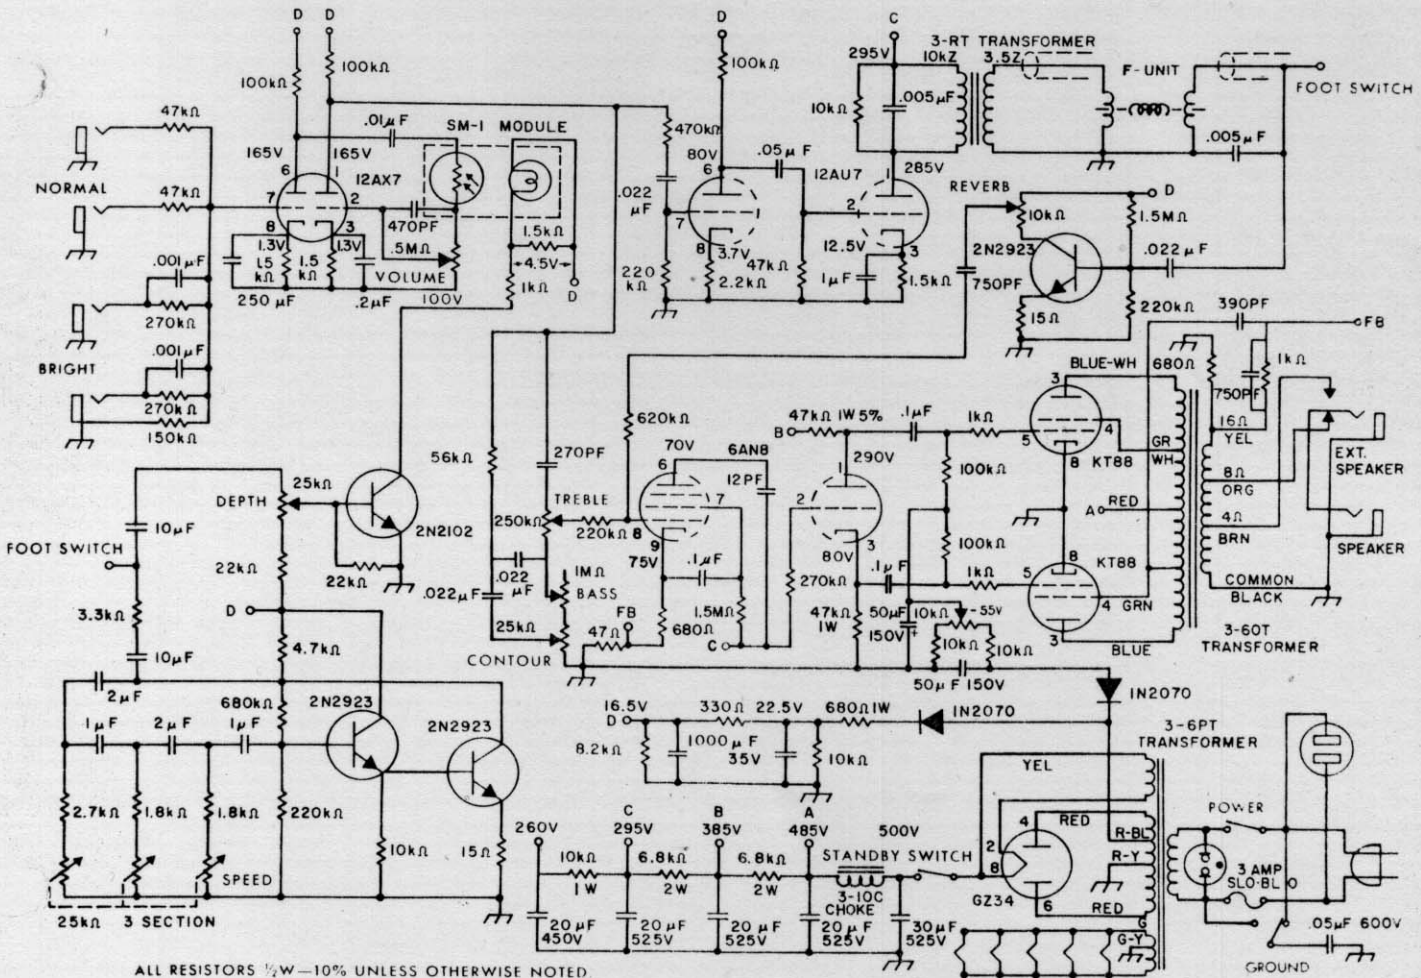 D D
100kΩ
100kΩ
47kΩ
.01µF
SM-1 MODULE
165V
165V
6
1
12AX7
NORMAL
47kΩ
7
2
470PF
8
3
1.3V
1.3V
1.5kΩ
1.5kΩ
.5MΩ
VOLUME
1.5kΩ
4.5V
D
.001µF
250µF
.2µF
100V
1kΩ
270kΩ
BRIGHT
.001µF
270kΩ
150kΩ
D
100kΩ
470kΩ
80V
6
.05µF
.022µF
7
8
3.7V
220kΩ
2.2kΩ
47kΩ
C
295V
3-RT TRANSFORMER
10kZ
3.5Z
10kΩ
.005µF
12AU7
1
285V
2
12.5V
3
1µF
1.5kΩ
F-UNIT
FOOT SWITCH
.005µF
REVERB
D
10kΩ
1.5MΩ
2N2923
.022µF
750PF
15Ω
220kΩ
390PF
FB
BLUE-WH
680Ω
1kΩ
3
750PF
DEPTH
25kΩ
2N2102
10µF
FOOT SWITCH
22kΩ
22kΩ
D
3.3kΩ
10µF
4.7kΩ
56kΩ
270PF
TREBLE
250kΩ
220kΩ
620kΩ
.022µF
.022µF
1MΩ
BASS
25kΩ
CONTOUR
70V
6
6AN8
12PF
7
8
9
75V
.1µF
1.5MΩ
FB
47Ω
680Ω
C
47kΩ 1W 5%
B
.1µF
1kΩ
290V
1
2
3
80V
270kΩ
100kΩ
100kΩ
.1µF
1kΩ
47kΩ
1W
50µF
150V
+
10kΩ
-55V
10kΩ
10kΩ
50µF 150V
5
4
8
KT88
GR WH
A
RED
8
KT88
5
4
GRN
3
BLUE
16Ω
YEL
8Ω
ORG
4Ω
BRN
COMMON
BLACK
3-60T
TRANSFORMER
EXT.
SPEAKER
SPEAKER
2µF
1µF
2µF
1µF
680kΩ
2N2923
2N2923
2.7kΩ
1.8kΩ
1.8kΩ
220kΩ
SPEED
10kΩ
15Ω
25kΩ
3 SECTION
16.5V
D
330Ω
22.5V
680Ω 1W
1N2070
1N2070
8.2kΩ
1000µF
35V
10kΩ
3-6PT
TRANSFORMER
YEL
260V
C
295V
B
385V
A
485V
500V
STANDBY SWITCH
10kΩ
1W
6.8kΩ
2W
6.8kΩ
2W
3-10C
CHOKE
20µF
450V
20µF
525V
20µF
525V
20µF
525V
30µF
525V
2
4
8
6
GZ34
RED
R-BL
R-Y
RED
G
G-Y
POWER
3 AMP
SLO-BLO
.05µF 600V
GROUND
ALL RESISTORS ½W—10% UNLESS OTHERWISE NOTED.